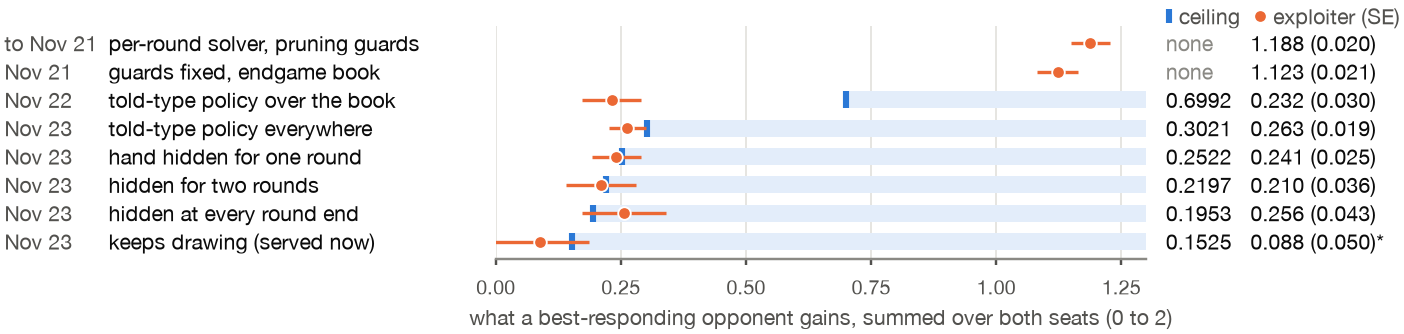 ceiling exploiter (SE)
to Nov 21 per-round solver, pruning guards none 1.188 (0.020)
Nov 21 guards fixed, endgame book none 1.123 (0.021)
Nov 22 told-type policy over the book 0.6992 0.232 (0.030)
Nov 23 told-type policy everywhere 0.3021 0.263 (0.019)
Nov 23 hand hidden for one round 0.2522 0.241 (0.025)
Nov 23 hidden for two rounds 0.2197 0.210 (0.036)
Nov 23 hidden at every round end 0.1953 0.256 (0.043)
Nov 23 keeps drawing (served now) 0.1525 0.088 (0.050)*
0.00 0.25 0.50 0.75 1.00 1.25
what a best-responding opponent gains, summed over both seats (0 to 2)